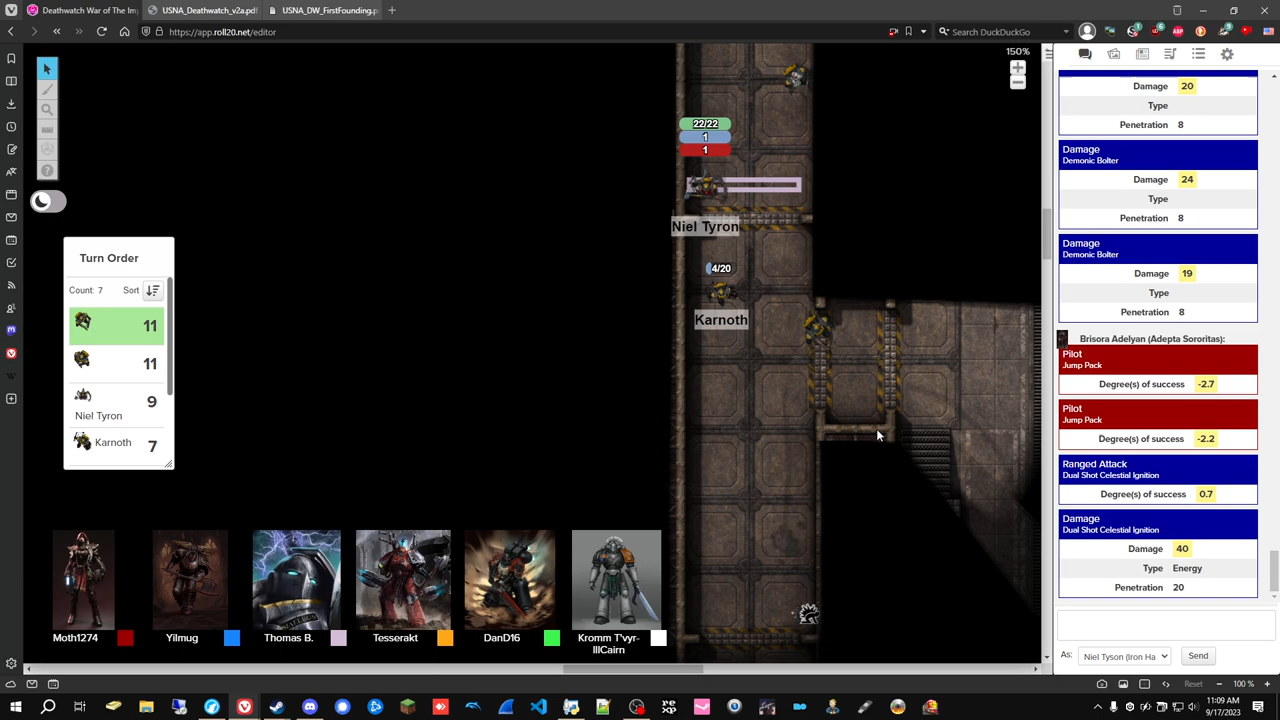 Deathwatch War of The Im
USNA_Deathwatch_v2a.pdf
USNA_DW_FirstFounding.p
https://app.roll20.net/editor
Search DuckDuckGo
150%
22/22
1
1
Niel Tyron
4/20
Karnoth
Turn Order
Count: 7 Sort
11
11
9
Niel Tyron
Karnoth 7
Moth1274
Yilmug
Thomas B.
Tesserakt
DanD16
Kromm T'vyr-
IllCairn
Damage 20
Type
Penetration 8
Damage
Demonic Bolter
Damage 24
Type
Penetration 8
Damage
Demonic Bolter
Damage 19
Type
Penetration 8
Brisora Adelyan (Adepta Sororitas):
Pilot
Jump Pack
Degree(s) of success -2.7
Pilot
Jump Pack
Degree(s) of success -2.2
Ranged Attack
Dual Shot Celestial Ignition
Degree(s) of success 0.7
Damage
Dual Shot Celestial Ignition
Damage 40
Type Energy
Penetration 20
As: Niel Tyson (Iron Ha Send
Reset 100 %
11:09 AM
9/17/2023